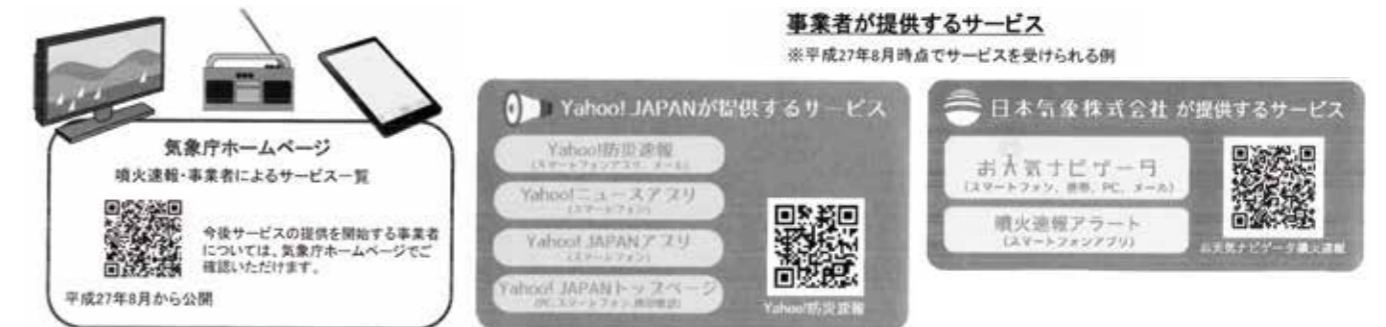 気象庁ホームページ
噴火速報・事業者によるサービス一覧
今後サービスの提供を開始する事業者
については、気象庁ホームページでご
確認いただけます。
平成27年8月から公開
事業者が提供するサービス
※平成27年8月時点でサービスを受けられる例
Yahoo! JAPANが提供するサービス
Yahoo!防災速報
(スマートフォンアプリ、メール)
Yahoo!ニュースアプリ
(スマートフォン)
Yahoo! JAPANアプリ
(スマートフォン)
Yahoo! JAPANトップページ
(PC、スマートフォン、携帯電話)
Yahoo!防災速報
日本気象株式会社 が提供するサービス
お天気ナビゲータ
(スマートフォン、携帯、PC、メール)
噴火速報アラート
(スマートフォンアプリ)
お天気ナビゲータ噴火速報